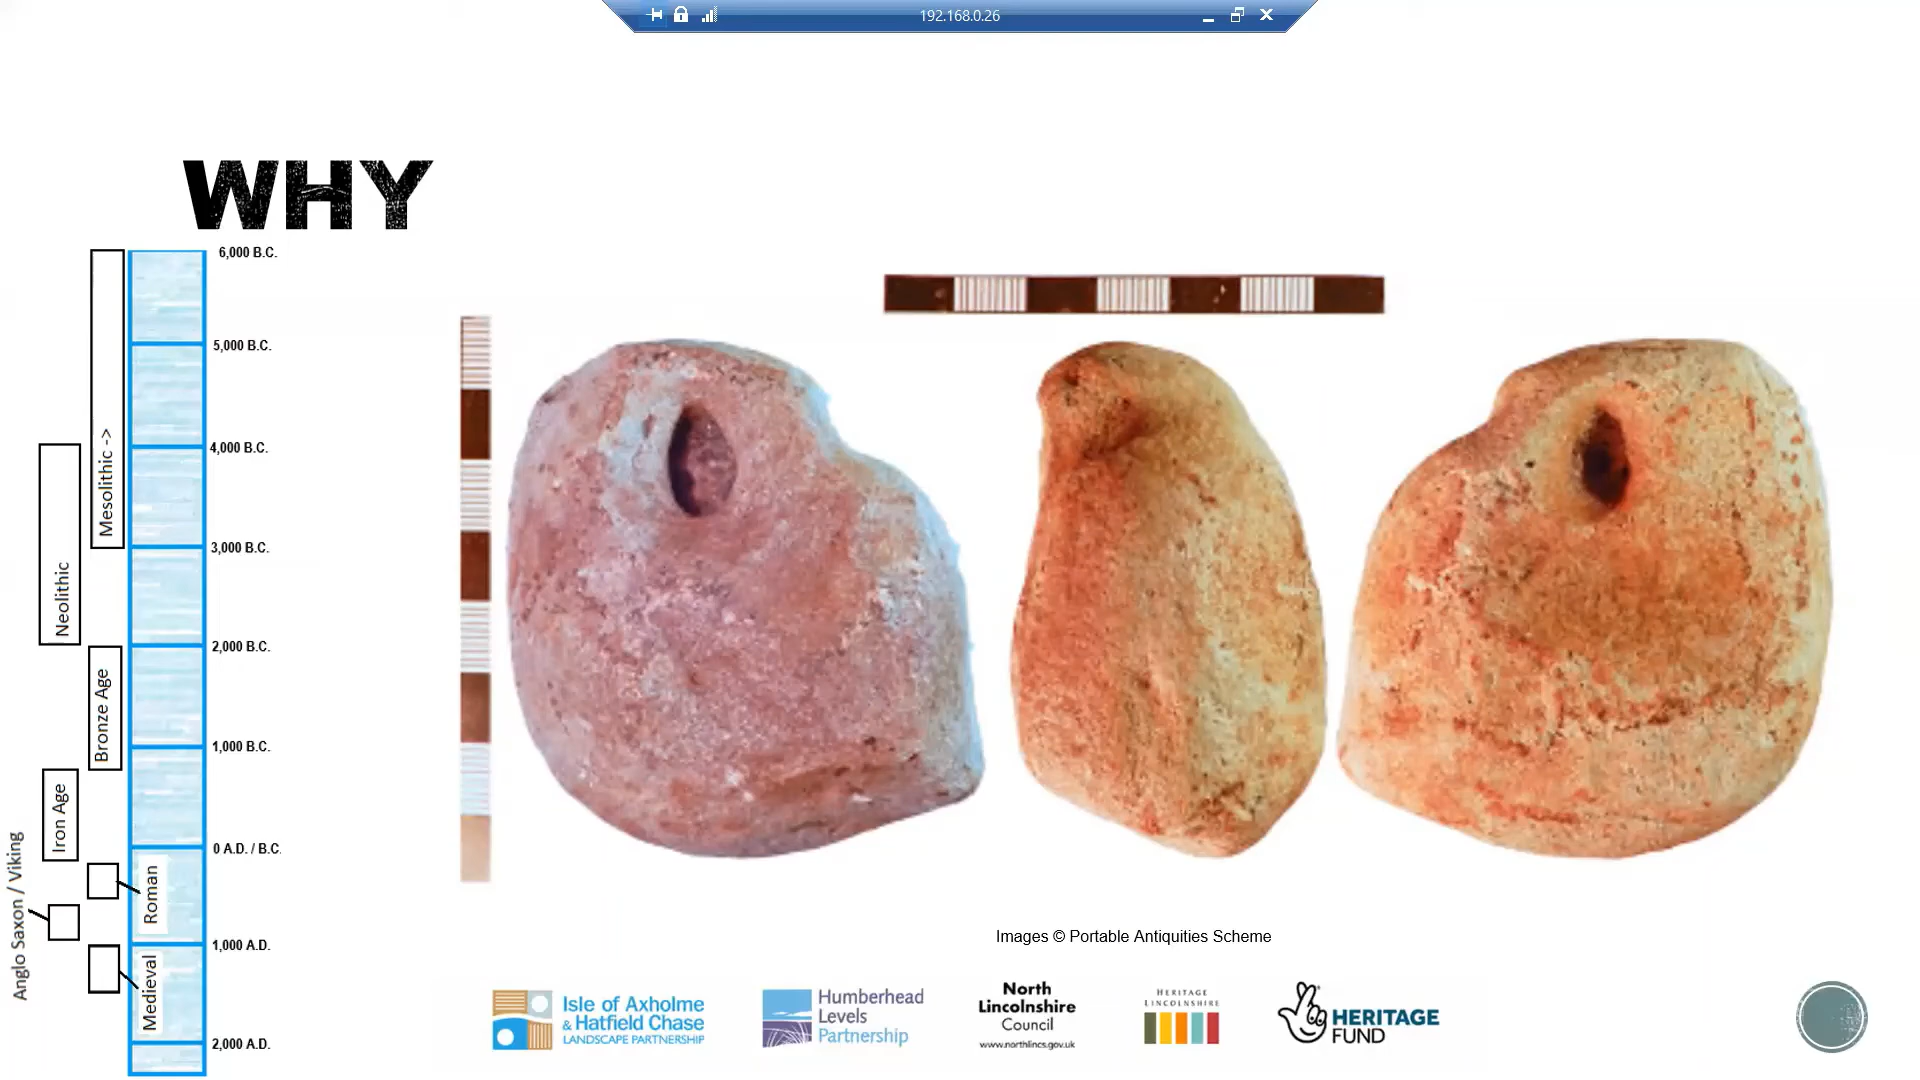 192.168.0.26
WHY
6,000 B.C.
5,000 B.C.
4,000 B.C.
3,000 B.C.
2,000 B.C.
1,000 B.C.
0 A.D. / B.C.
1,000 A.D.
2,000 A.D.
Mesolithic ->
Neolithic
Bronze Age
Iron Age
Roman
Anglo Saxon / Viking
Medieval
Images © Portable Antiquities Scheme
Isle of Axholme
& Hatfield Chase
LANDSCAPE PARTNERSHIP
Humberhead
Levels
Partnership
North
Lincolnshire
Council
www.northlincs.gov.uk
HERITAGE
LINCOLNSHIRE
HERITAGE
FUND